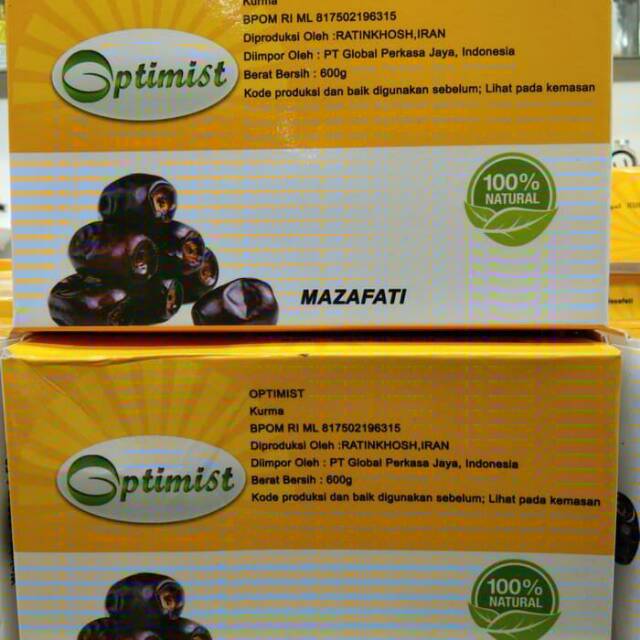 Kurma
BPOM RI ML 817502196315
Diproduksi Oleh :RATINKHOSH,IRAN
Diimpor Oleh : PT Global Perkasa Jaya, Indonesia
Berat Bersih : 600g
Kode produksi dan baik digunakan sebelum; Lihat pada kemasan
Optimist
100%
NATURAL
MAZAFATI
OPTIMIST
Kurma
BPOM RI ML 817502196315
Diproduksi Oleh :RATINKHOSH,IRAN
Diimpor Oleh : PT Global Perkasa Jaya, Indonesia
Berat Bersih : 600g
Kode produksi dan baik digunakan sebelum; Lihat pada kemasan
Optimist
100%
NATURAL